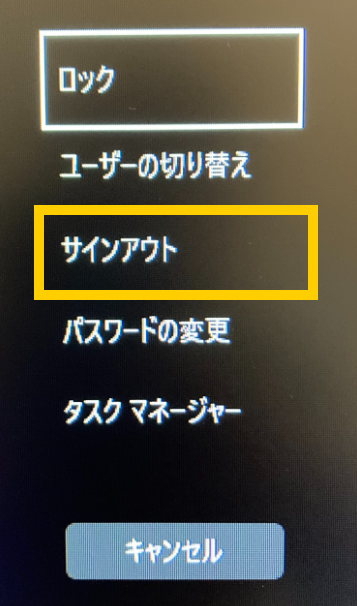 ロック
ユーザーの切り替え
サインアウト
パスワードの変更
タスク マネージャー
キャンセル